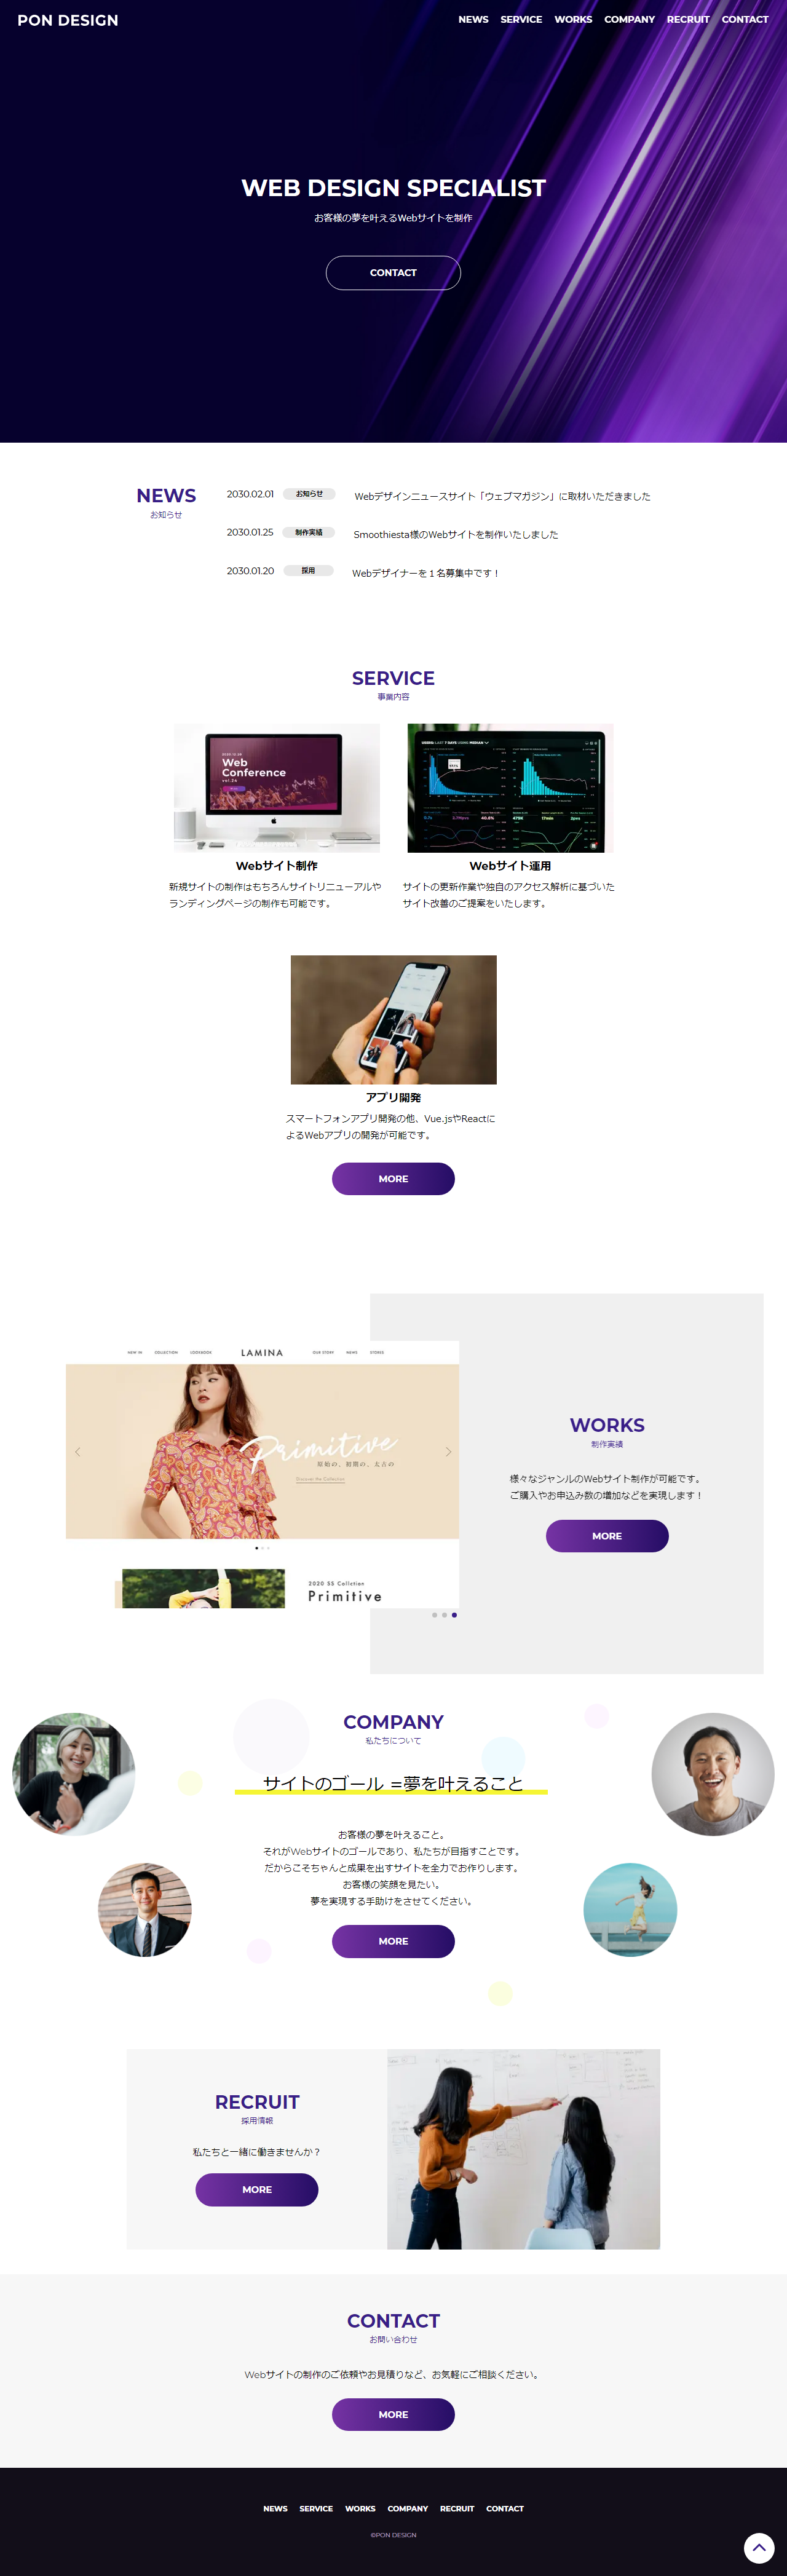 PON DESIGN
NEWS SERVICE WORKS COMPANY RECRUIT CONTACT
WEB DESIGN SPECIALIST
お客様の夢を叶えるWebサイトを制作
CONTACT
NEWS
お知らせ
2030.02.01 お知らせ Webデザインニュースサイト「ウェブマガジン」に取材いただきました
2030.01.25 制作実績 Smoothiesta様のWebサイトを制作いたしました
2030.01.20 採用 Webデザイナーを１名募集中です！
SERVICE
事業内容
Web
Conference
vol.24
Webサイト制作
新規サイトの制作はもちろんサイトリニューアルや
ランディングページの制作も可能です。
Webサイト運用
サイトの更新作業や独自のアクセス解析に基づいた
サイト改善のご提案をいたします。
アプリ開発
スマートフォンアプリ開発の他、Vue.jsやReactに
よるWebアプリの開発が可能です。
MORE
NEW IN COLLECTION LOOKBOOK LAMINA OUR STORY NEWS STORES
Primitive
原始の、初期の、太古の
Discover the Collection
2020 SS Colletion
Primitive
WORKS
制作実績
様々なジャンルのWebサイト制作が可能です。
ご購入やお申込み数の増加などを実現します！
MORE
COMPANY
私たちについて
サイトのゴール =夢を叶えること
お客様の夢を叶えること。
それがWebサイトのゴールであり、私たちが目指すことです。
だからこそちゃんと成果を出すサイトを全力でお作りします。
お客様の笑顔を見たい。
夢を実現する手助けをさせてください。
MORE
RECRUIT
採用情報
私たちと一緒に働きませんか？
MORE
CONTACT
お問い合わせ
Webサイトの制作のご依頼やお見積りなど、お気軽にご相談ください。
MORE
NEWS SERVICE WORKS COMPANY RECRUIT CONTACT
©PON DESIGN